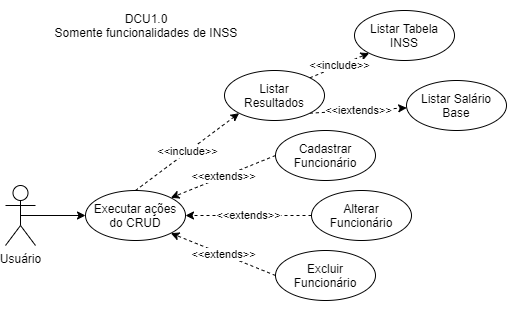 DCU1.0
Somente funcionalidades de INSS
Listar Tabela
INSS
<<include>>
Listar
Resultados
<<iextends>>
Listar Salário
Base
<<include>>
Cadastrar
Funcionário
<<extends>>
Executar ações
do CRUD
<<extends>>
Alterar
Funcionário
<<extends>>
Excluir
Funcionário
Usuário